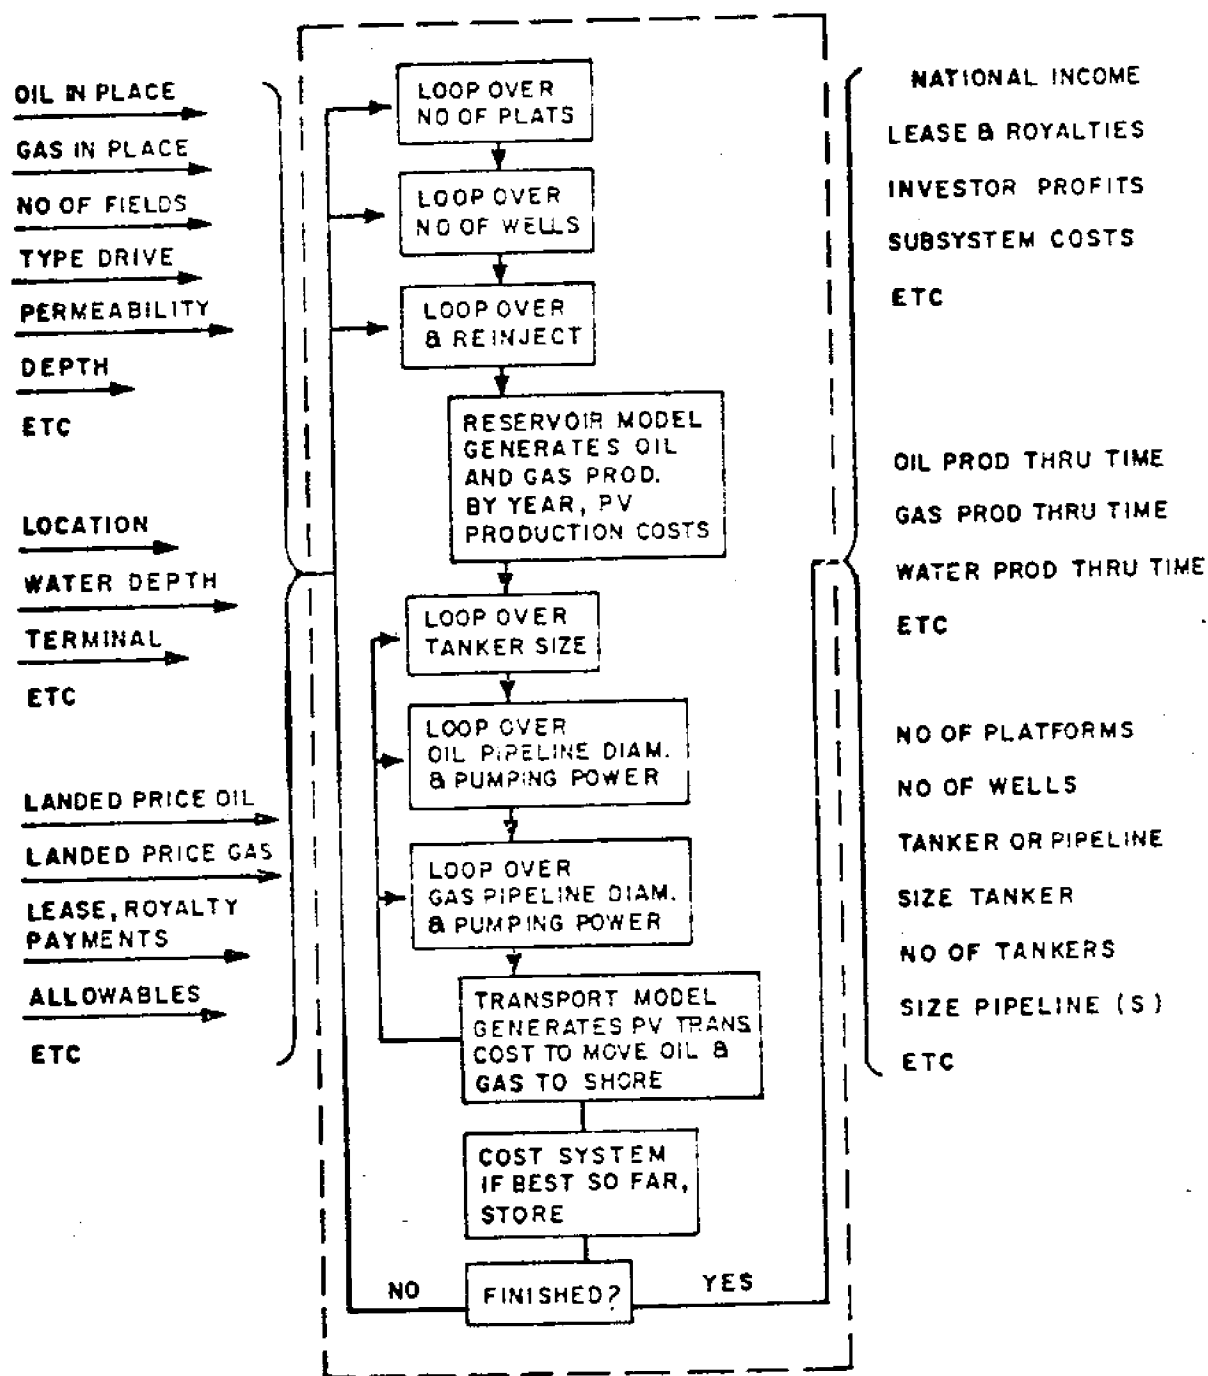 OIL IN PLACE
GAS IN PLACE
NO OF FIELDS
TYPE DRIVE
PERMEABILITY
DEPTH
ETC
LOCATION
WATER DEPTH
TERMINAL
ETC
LANDED PRICE OIL
LANDED PRICE GAS
LEASE, ROYALTY
PAYMENTS
ALLOWABLES
ETC
LOOP OVER
NO OF PLATS
LOOP OVER
NO OF WELLS
LOOP OVER
& REINJECT
RESERVOIR MODEL
GENERATES OIL
AND GAS PROD.
BY YEAR, PV
PRODUCTION COSTS
LOOP OVER
TANKER SIZE
LOOP OVER
OIL PIPELINE DIAM.
& PUMPING POWER
LOOP OVER
GAS PIPELINE DIAM.
& PUMPING POWER
TRANSPORT MODEL
GENERATES PV TRANS.
COST TO MOVE OIL &
GAS TO SHORE
COST SYSTEM
IF BEST SO FAR,
STORE
NO
FINISHED?
YES
NATIONAL INCOME
LEASE & ROYALTIES
INVESTOR PROFITS
SUBSYSTEM COSTS
ETC
OIL PROD THRU TIME
GAS PROD THRU TIME
WATER PROD THRU TIME
ETC
NO OF PLATFORMS
NO OF WELLS
TANKER OR PIPELINE
SIZE TANKER
NO OF TANKERS
SIZE PIPELINE (S)
ETC